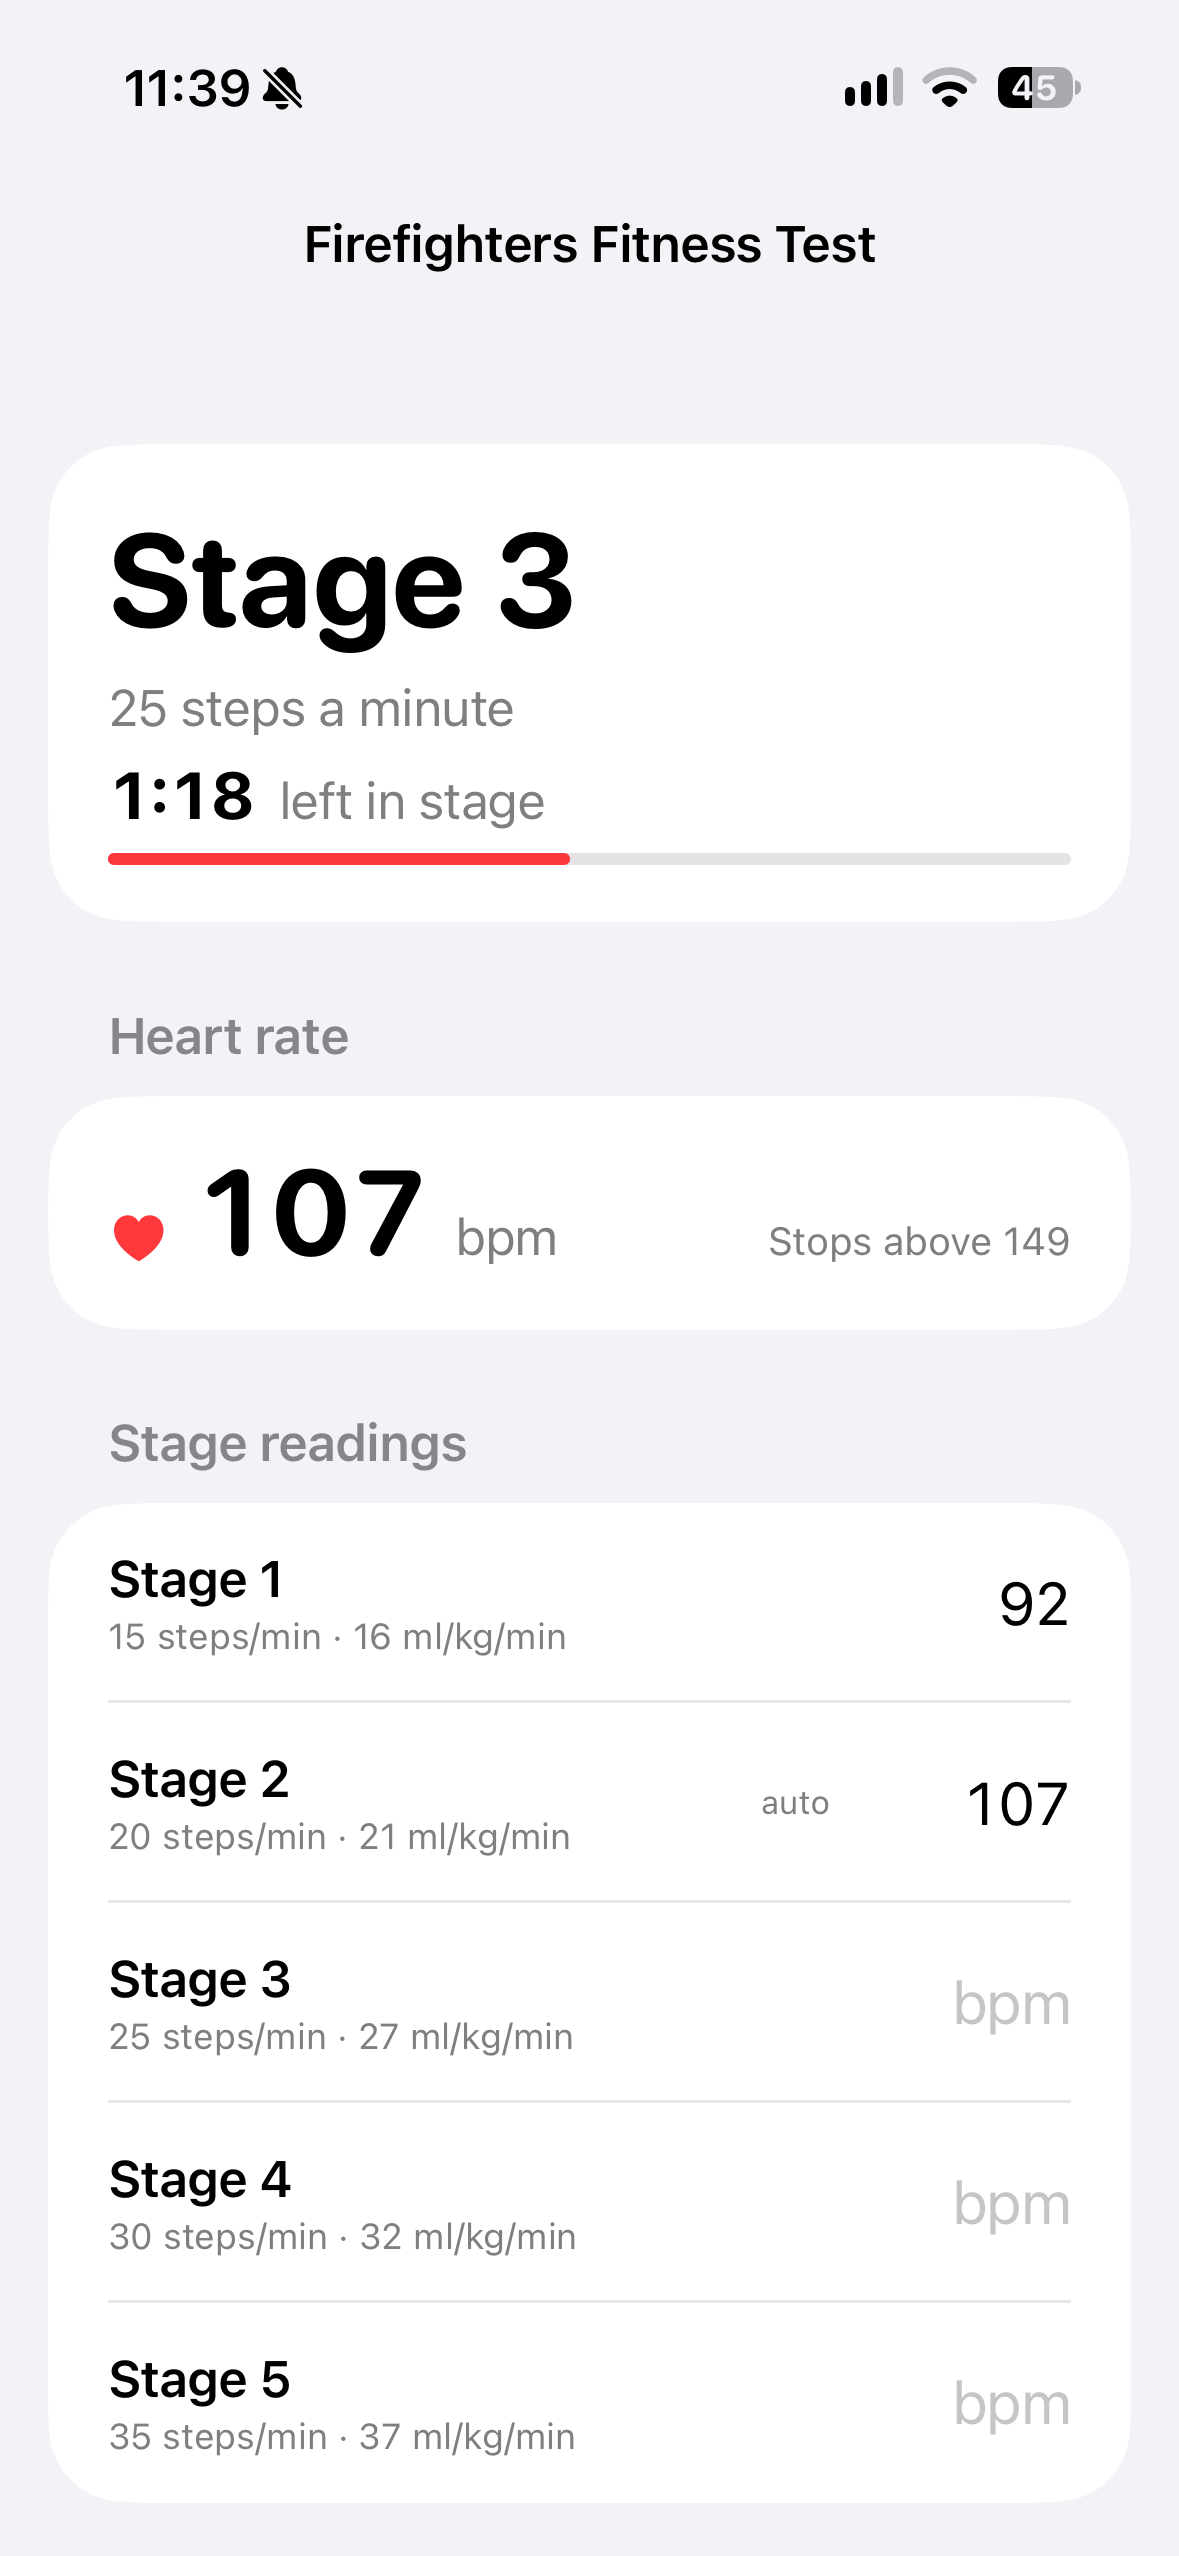 11:39
45
Firefighters Fitness Test
Stage 3
25 steps a minute
1:18 left in stage
Heart rate
107 bpm Stops above 149
Stage readings
Stage 1
15 steps/min · 16 ml/kg/min
92
Stage 2
20 steps/min · 21 ml/kg/min
auto 107
Stage 3
25 steps/min · 27 ml/kg/min
bpm
Stage 4
30 steps/min · 32 ml/kg/min
bpm
Stage 5
35 steps/min · 37 ml/kg/min
bpm